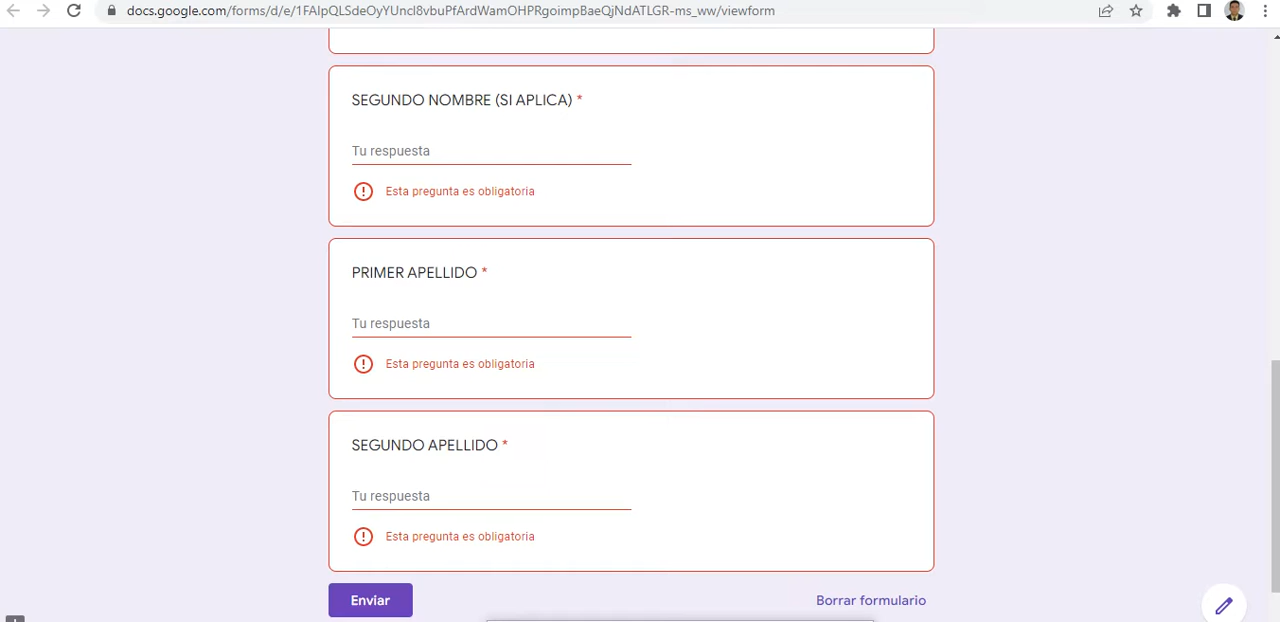 docs.google.com/forms/d/e/1FAIpQLSdeOyYUncI8vbuPfArdWamOHPRgoimpBaeQjNdATLGR-ms_ww/viewform
SEGUNDO NOMBRE (SI APLICA) *
Tu respuesta
Esta pregunta es obligatoria
PRIMER APELLIDO *
Tu respuesta
Esta pregunta es obligatoria
SEGUNDO APELLIDO *
Tu respuesta
Esta pregunta es obligatoria
Enviar
Borrar formulario